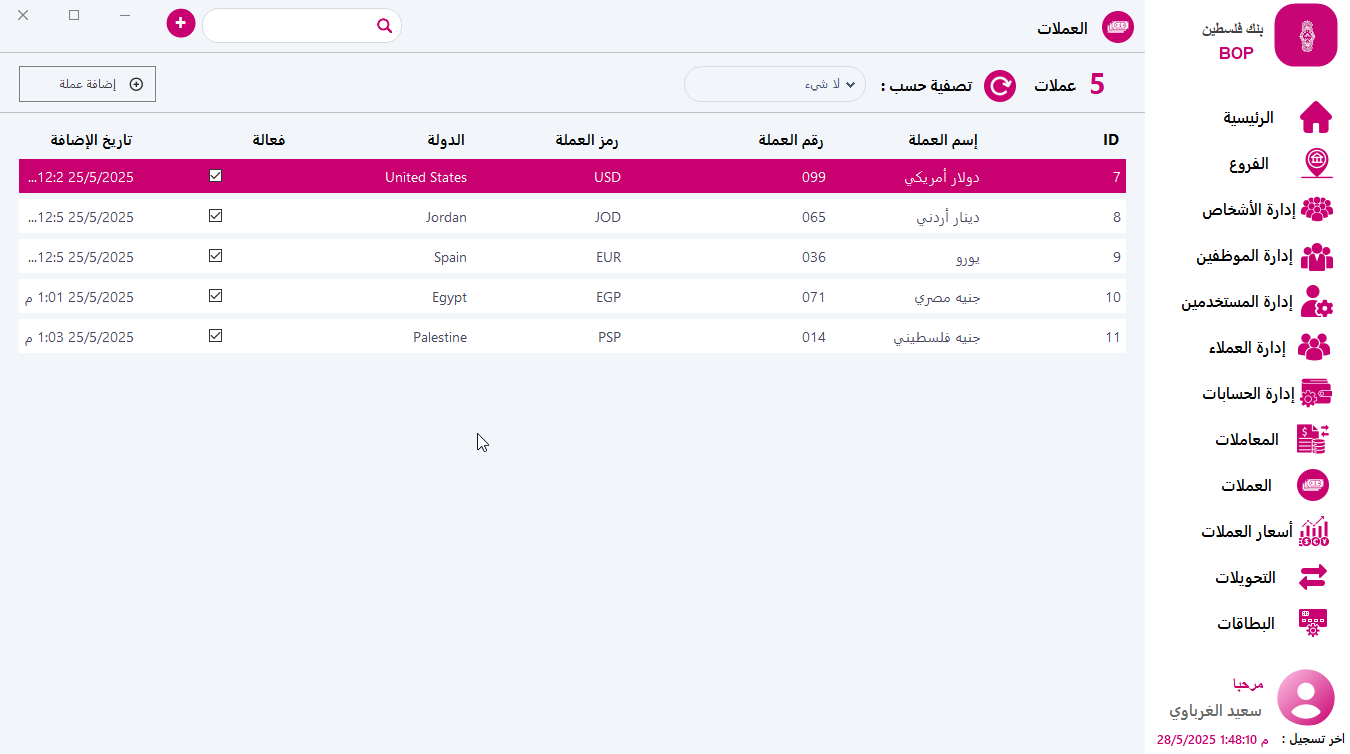 العملات
بنك فلسطين
BOP
5 عملات
تصفية حسب :
لا شيء
إضافة عملة
ID إسم العملة رقم العملة رمز العملة الدولة فعالة تاريخ الإضافة
7 دولار أمريكي 099 USD United States 25/5/2025 12:2...
8 دينار أردني 065 JOD Jordan 25/5/2025 12:5...
9 يورو 036 EUR Spain 25/5/2025 12:5...
10 جنيه مصري 071 EGP Egypt 25/5/2025 1:01 م
11 جنيه فلسطيني 014 PSP Palestine 25/5/2025 1:03 م
الرئيسية
الفروع
إدارة الأشخاص
إدارة الموظفين
إدارة المستخدمين
إدارة العملاء
إدارة الحسابات
المعاملات
العملات
أسعار العملات
التحويلات
البطاقات
مرحبا
سعيد الغرباوي
اخر تسجيل : 28/5/2025 1:48:10 م